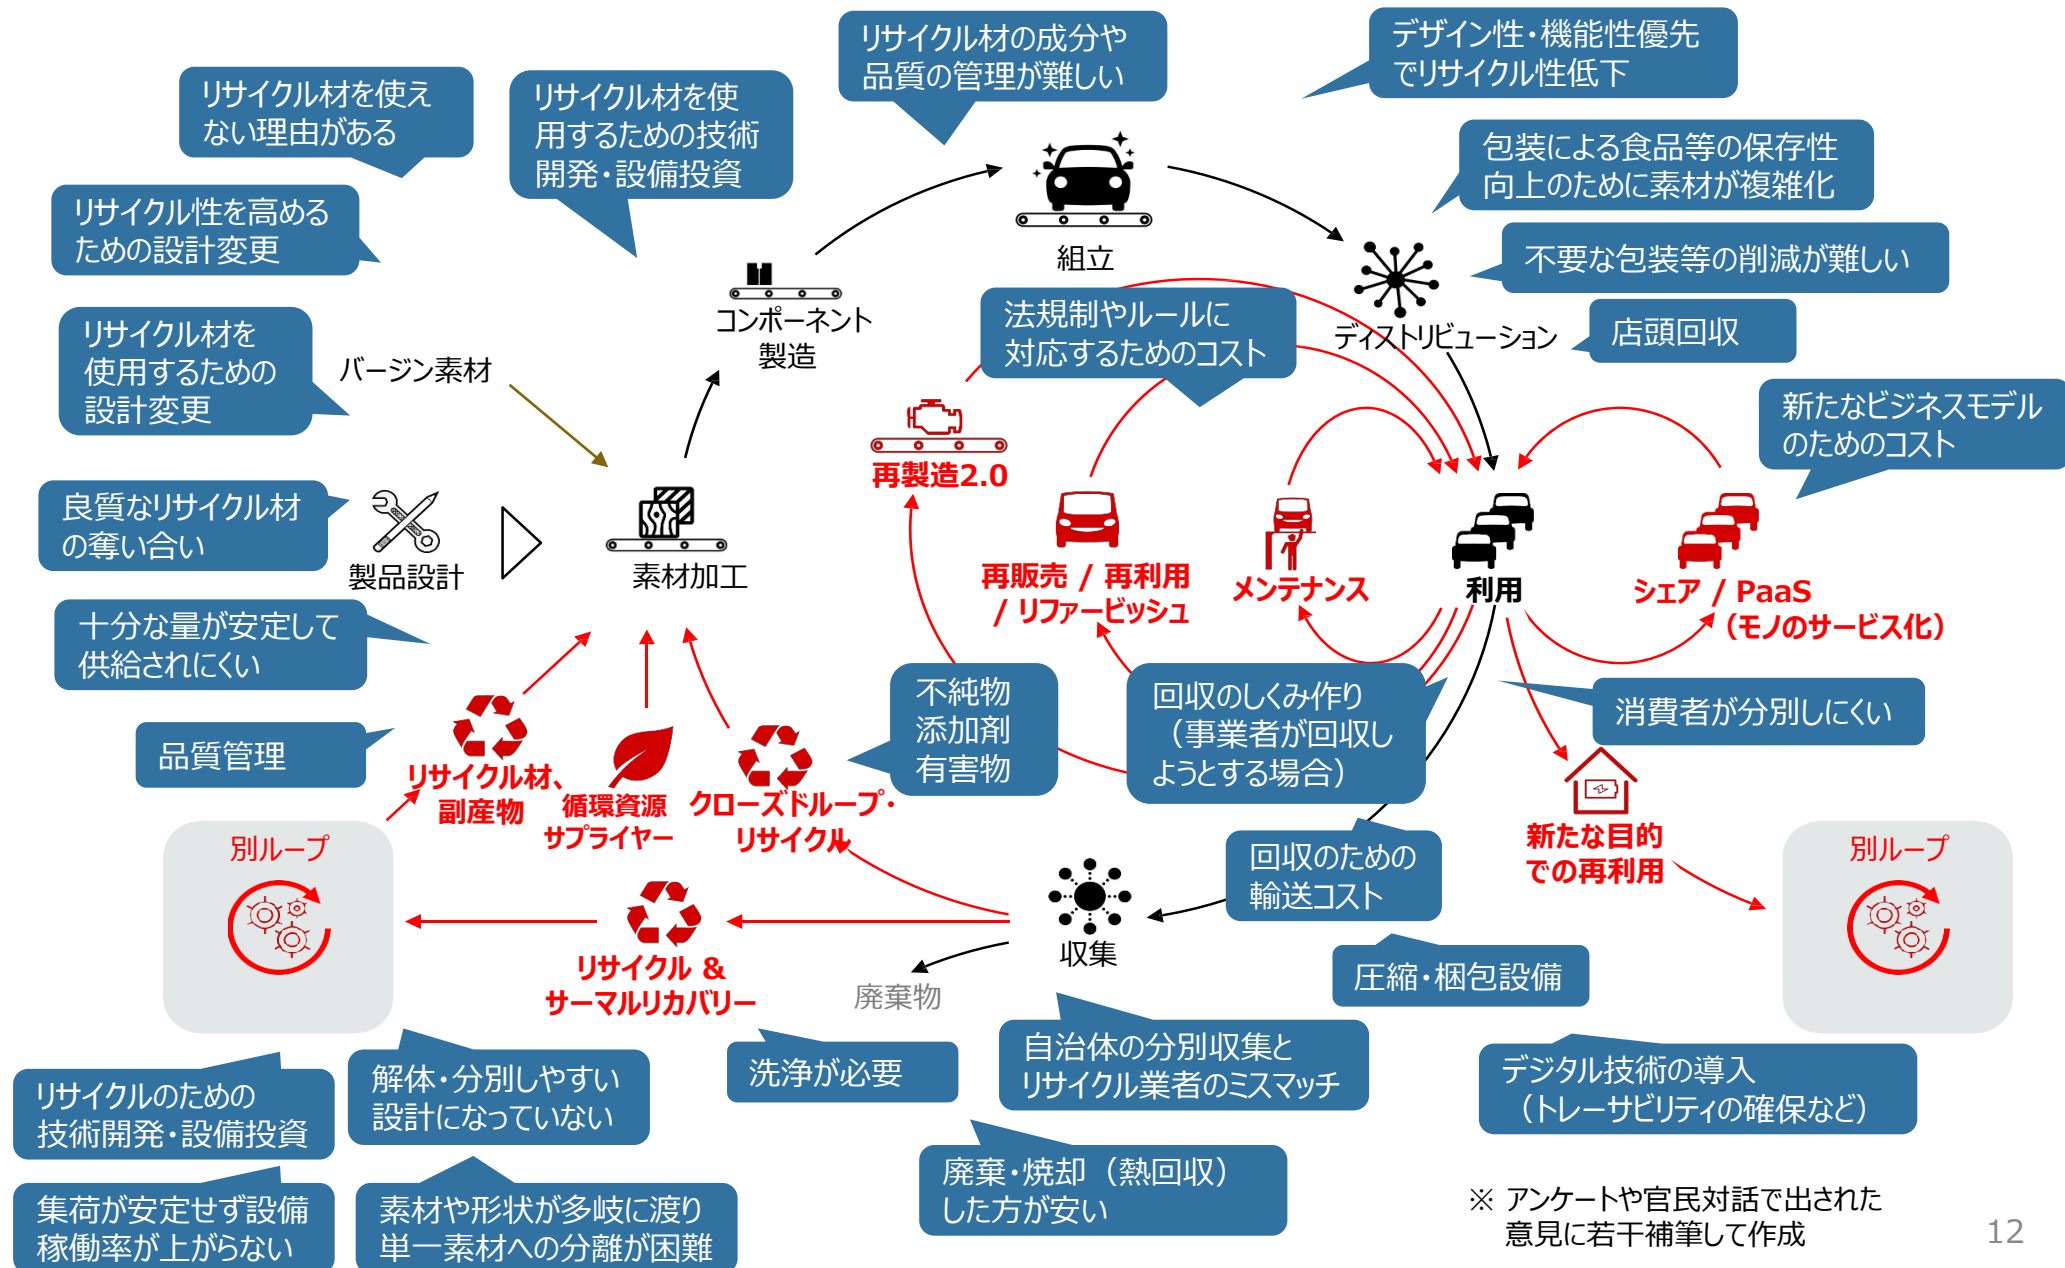 リサイクル材の成分や
品質の管理が難しい
デザイン性・機能性優先
でリサイクル性低下
リサイクル材を使え
ない理由がある
リサイクル材を使
用するための技術
開発・設備投資
包装による食品等の保存性
向上のために素材が複雑化
リサイクル性を高める
ための設計変更
組立
不要な包装等の削減が難しい
コンポーネント
製造
法規制やルールに
対応するためのコスト
ディストリビューション
店頭回収
リサイクル材を
使用するための
設計変更
バージン素材
新たなビジネスモデル
のためのコスト
再製造2.0
良質なリサイクル材
の奪い合い
製品設計
素材加工
再販売 / 再利用
/ リファービッシュ
メンテナンス
利用
シェア / PaaS
（モノのサービス化）
十分な量が安定して
供給されにくい
不純物
添加剤
有害物
回収のしくみ作り
（事業者が回収し
ようとする場合）
消費者が分別しにくい
品質管理
リサイクル材、
副産物
循環資源
サプライヤー
クローズドループ・
リサイクル
新たな目的
での再利用
別ループ
回収のための
輸送コスト
別ループ
収集
圧縮・梱包設備
リサイクル &
サーマルリカバリー
廃棄物
リサイクルのための
技術開発・設備投資
解体・分別しやすい
設計になっていない
洗浄が必要
自治体の分別収集と
リサイクル業者のミスマッチ
デジタル技術の導入
（トレーサビリティの確保など）
集荷が安定せず設備
稼働率が上がらない
素材や形状が多岐に渡り
単一素材への分離が困難
廃棄・焼却（熱回収）
した方が安い
※ アンケートや官民対話で出された
意見に若干補筆して作成
12